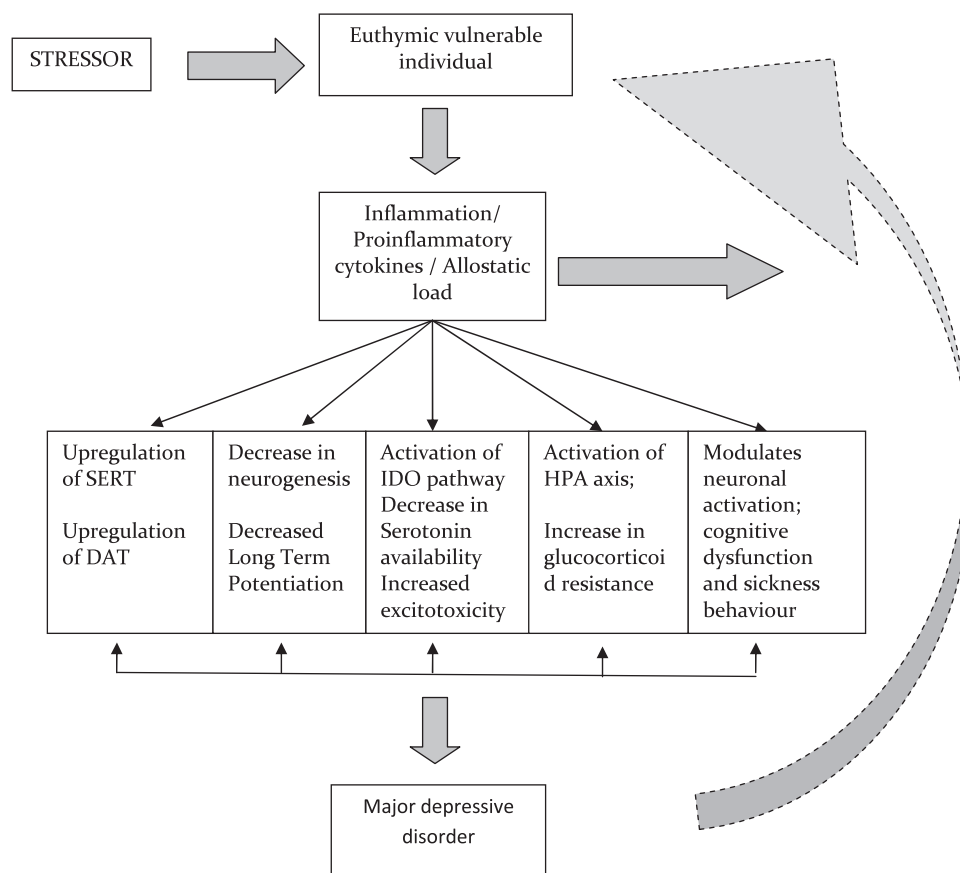 STRESSOR
Euthymic vulnerable
individual
Inflammation/
Proinflammatory
cytokines / Allostatic
load
Upregulation
of SERT
Upregulation
of DAT
Decrease in
neurogenesis
Decreased
Long Term
Potentiation
Activation of
IDO pathway
Decrease in
Serotonin
availability
Increased
excitotoxicity
Activation of
HPA axis;
Increase in
glucocorticoi
d resistance
Modulates
neuronal
activation;
cognitive
dysfunction
and sickness
behaviour
Major depressive
disorder